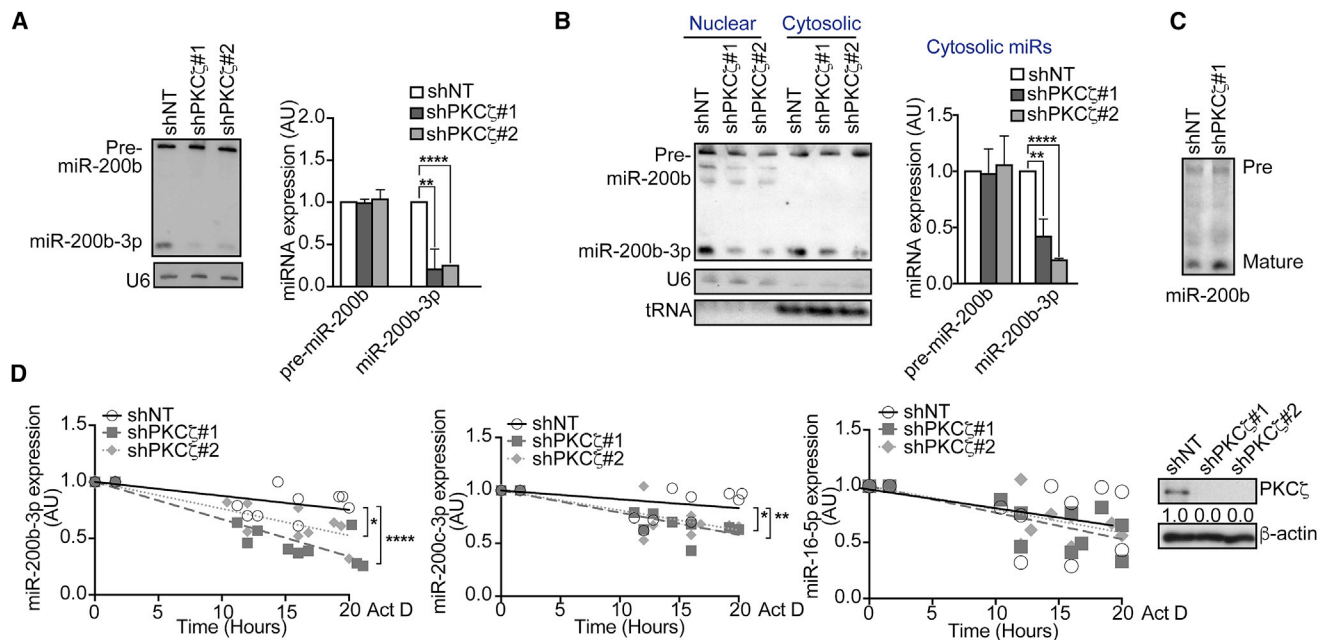 A
shNT
shPKCζ#1
shPKCζ#2
Pre-
miR-200b
miR-200b-3p
U6
miRNA expression (AU)
2.0
1.5
1.0
0.5
0.0
shNT
shPKCζ#1
shPKCζ#2
**
****
pre-miR-200b
miR-200b-3p
B
Nuclear
Cytosolic
shNT
shPKCζ#1
shPKCζ#2
shNT
shPKCζ#1
shPKCζ#2
Pre-
miR-200b
miR-200b-3p
U6
tRNA
Cytosolic miRs
shNT
shPKCζ#1
shPKCζ#2
miRNA expression (AU)
1.5
1.0
0.5
0.0
****
**
pre-miR-200b
miR-200b-3p
C
shNT
shPKCζ#1
Pre
Mature
miR-200b
D
miR-200b-3p expression
(AU)
shNT
shPKCζ#1
shPKCζ#2
1.5
1.0
0.5
0.0
0 5 10 15 20 Act D
Time (Hours)
*
****
miR-200c-3p expression
(AU)
shNT
shPKCζ#1
shPKCζ#2
1.5
1.0
0.5
0.0
0 5 10 15 20 Act D
Time (Hours)
* **
miR-16-5p expression
(AU)
shNT
shPKCζ#1
shPKCζ#2
1.5
1.0
0.5
0.0
0 5 10 15 20 Act D
Time (Hours)
shNT
shPKCζ#1
shPKCζ#2
PKCζ
1.0 0.0 0.0
β-actin